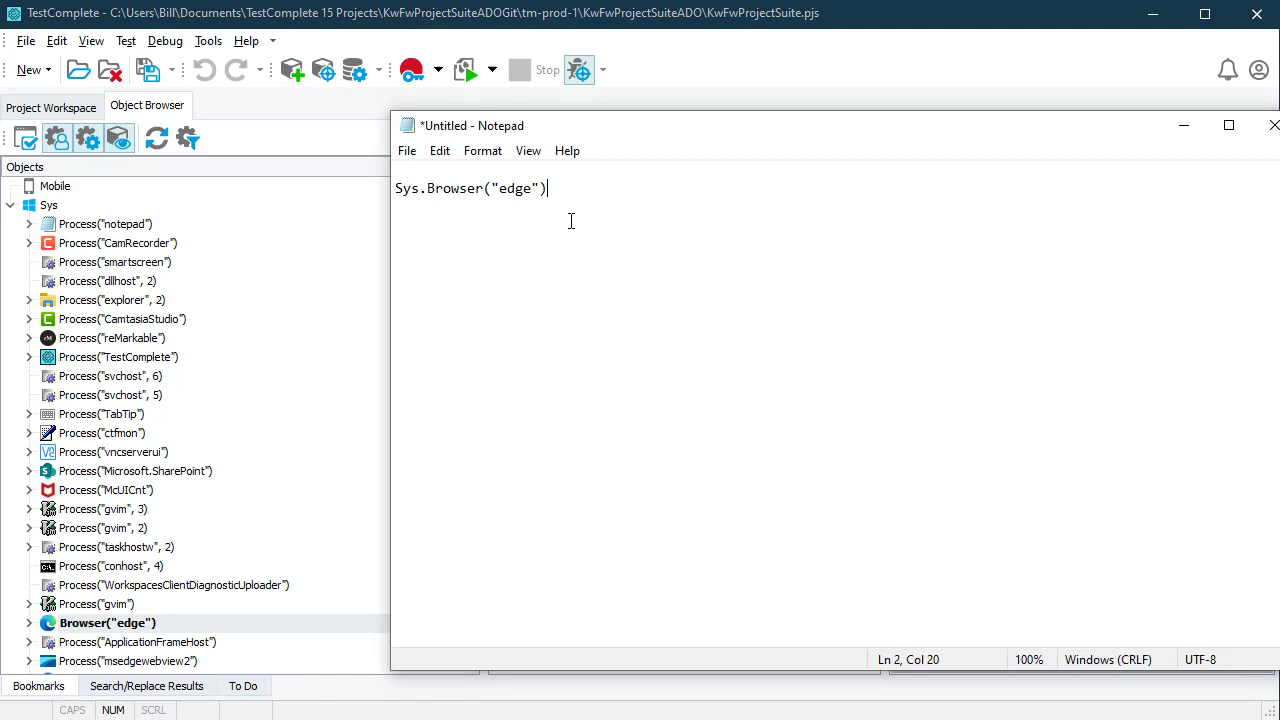 TestComplete - C:\Users\Bill\Documents\TestComplete 15 Projects\KwFwProjectSuiteADOGit\tm-prod-1\KwFwProjectSuiteADO\KwFwProjectSuite.pjs
File Edit View Test Debug Tools Help
New Stop
Project Workspace Object Browser
*Untitled - Notepad
File Edit Format View Help
Sys.Browser("edge")
Objects
Mobile
Sys
Process("notepad")
Process("CamRecorder")
Process("smartscreen")
Process("dllhost", 2)
Process("explorer", 2)
Process("CamtasiaStudio")
Process("reMarkable")
Process("TestComplete")
Process("svchost", 6)
Process("svchost", 5)
Process("TabTip")
Process("ctfmon")
Process("vncserverui")
Process("Microsoft.SharePoint")
Process("McUICnt")
Process("gvim", 3)
Process("gvim", 2)
Process("taskhostw", 2)
Process("conhost", 4)
Process("WorkspacesClientDiagnosticUploader")
Process("gvim")
Browser("edge")
Process("ApplicationFrameHost")
Process("msedgewebview2")
Ln 2, Col 20 100% Windows (CRLF) UTF-8
Bookmarks Search/Replace Results To Do
CAPS NUM SCRL